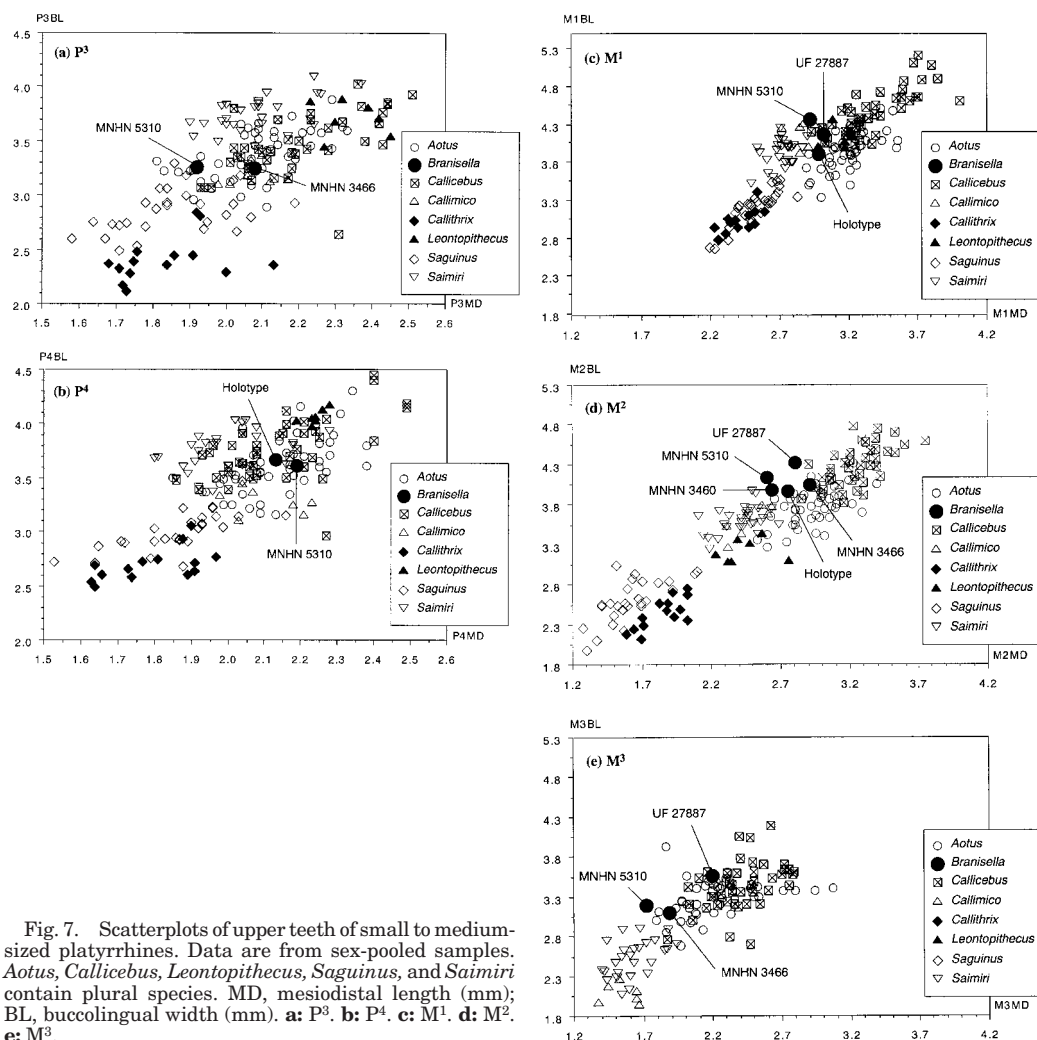 P3BL
4.5
4.0
3.5
3.0
2.5
2.0
(a) P³
MNHN 5310
MNHN 3466
Aotus
Branisella
Callicebus
Callimico
Callithrix
Leontopithecus
Saguinus
Saimiri
P3MD
1.5 1.6 1.7 1.8 1.9 2.0 2.1 2.2 2.3 2.4 2.5 2.6
P4BL
4.5
4.0
3.5
3.0
2.5
2.0
(b) P⁴
Holotype
MNHN 5310
Aotus
Branisella
Callicebus
Callimico
Callithrix
Leontopithecus
Saguinus
Saimiri
P4MD
1.5 1.6 1.7 1.8 1.9 2.0 2.1 2.2 2.3 2.4 2.5 2.6
Fig. 7. Scatterplots of upper teeth of small to medium-
sized platyrrhines. Data are from sex-pooled samples.
Aotus, Callicebus, Leontopithecus, Saguinus, and Saimiri
contain plural species. MD, mesiodistal length (mm);
BL, buccolingual width (mm). a: P³. b: P⁴. c: M¹. d: M².
e: M³.
M1BL
5.3
4.8
4.3
3.8
3.3
2.8
2.3
1.8
(c) M¹
UF 27887
MNHN 5310
Holotype
Aotus
Branisella
Callicebus
Callimico
Callithrix
Leontopithecus
Saguinus
Saimiri
M1MD
1.2 1.7 2.2 2.7 3.2 3.7 4.2
M2BL
5.3
4.8
4.3
3.8
3.3
2.8
2.3
1.8
(d) M²
UF 27887
MNHN 5310
MNHN 3460
MNHN 3466
Holotype
Aotus
Branisella
Callicebus
Callimico
Callithrix
Leontopithecus
Saguinus
Saimiri
M2MD
1.2 1.7 2.2 2.7 3.2 3.7 4.2
M3BL
5.3
4.8
4.3
3.8
3.3
2.8
2.3
1.8
(e) M³
UF 27887
MNHN 5310
MNHN 3466
Aotus
Branisella
Callicebus
Callimico
Callithrix
Leontopithecus
Saguinus
Saimiri
M3MD
1.2 1.7 2.2 2.7 3.2 3.7 4.2